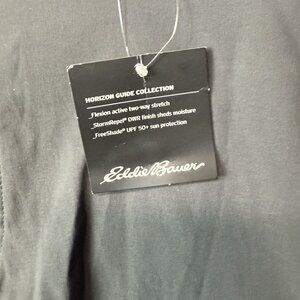 HORIZON GUIDE COLLECTION
Flexion active two-way stretch
StormRepel® DWR finish sheds moisture
FreeShade® UPF 50+ sun protection
Eddie Bauer